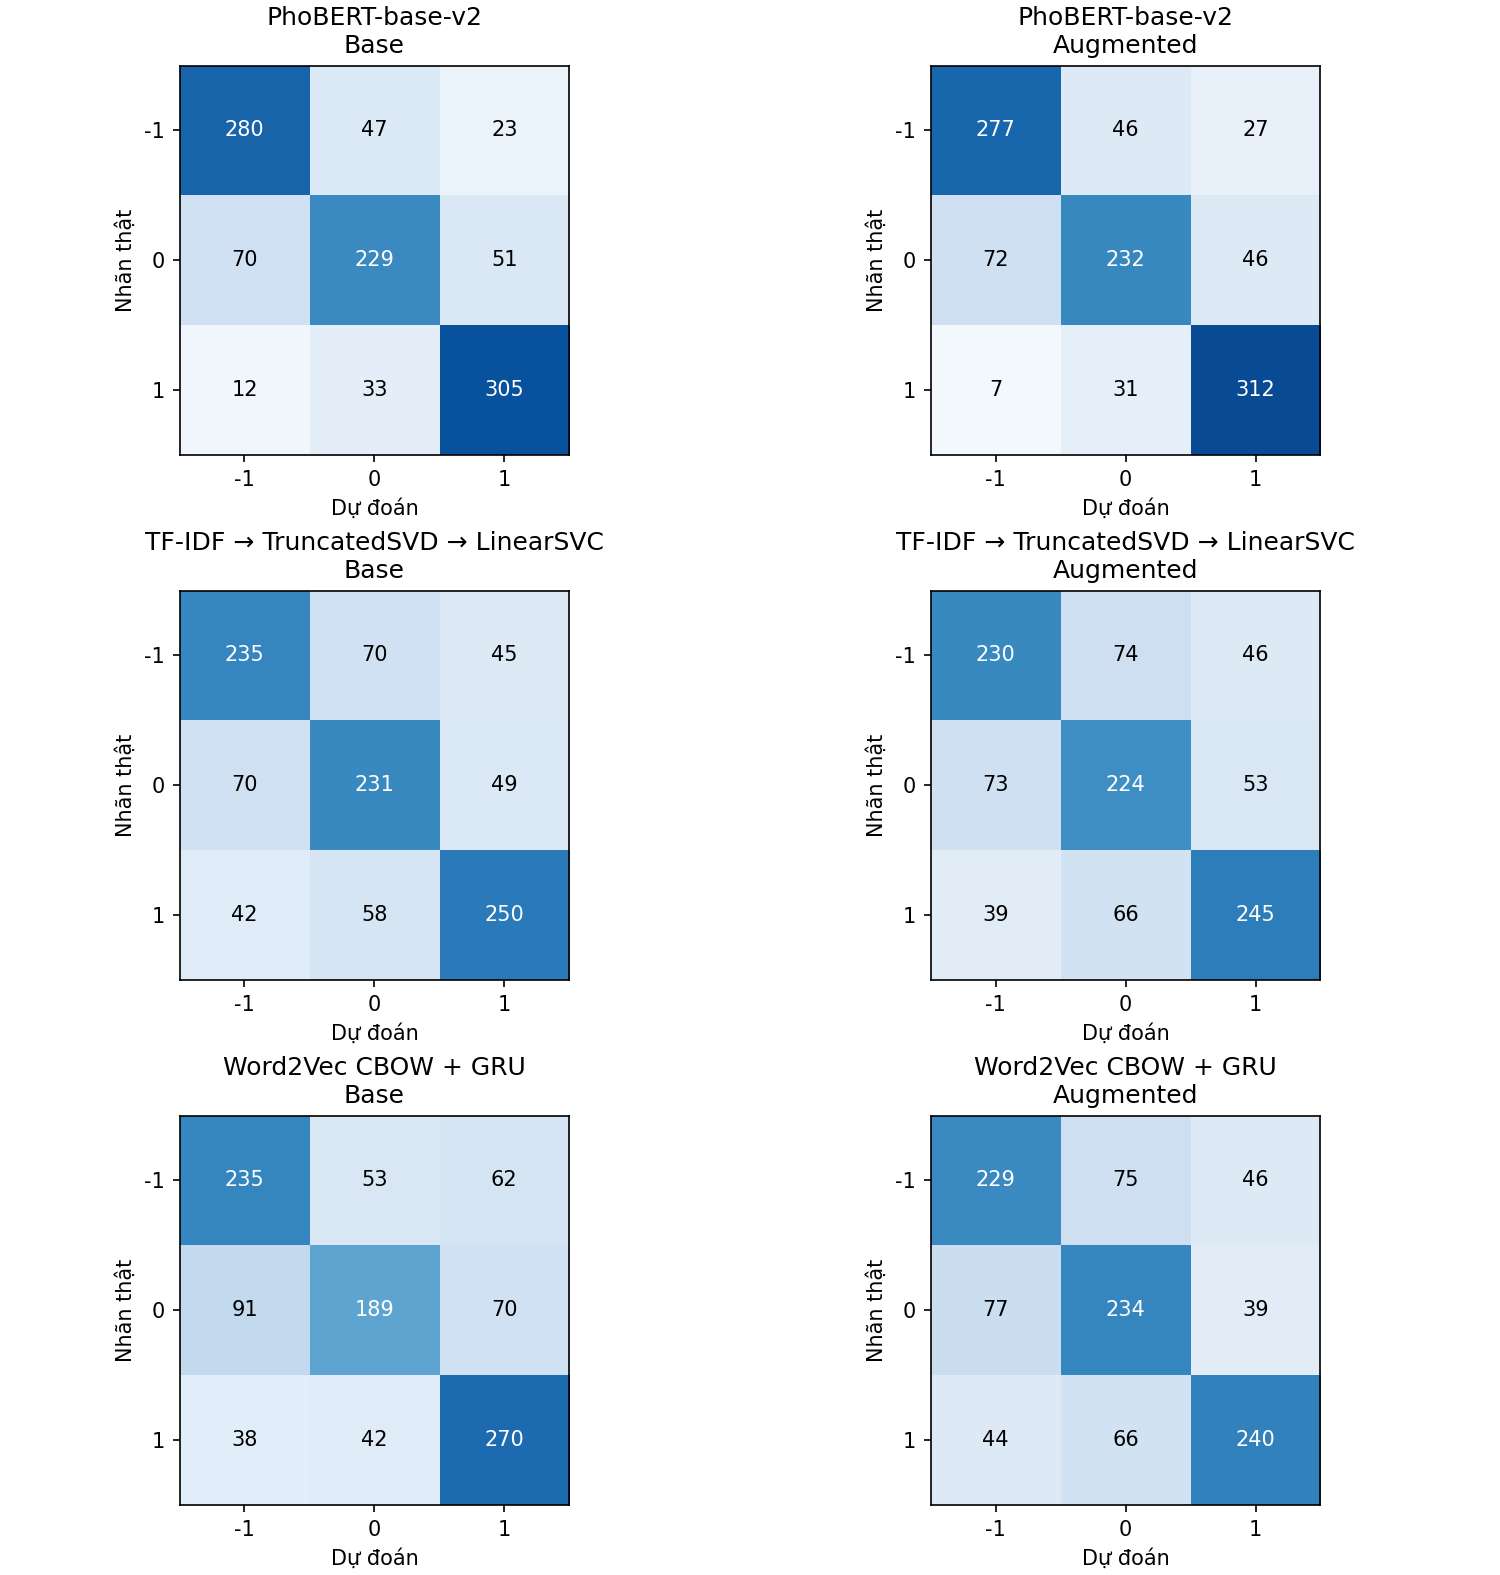 PhoBERT-base-v2
Base
Nhãn thật
-1 280 47 23
0 70 229 51
1 12 33 305
-1 0 1
Dự đoán
PhoBERT-base-v2
Augmented
Nhãn thật
-1 277 46 27
0 72 232 46
1 7 31 312
-1 0 1
Dự đoán
TF-IDF → TruncatedSVD → LinearSVC
Base
Nhãn thật
-1 235 70 45
0 70 231 49
1 42 58 250
-1 0 1
Dự đoán
TF-IDF → TruncatedSVD → LinearSVC
Augmented
Nhãn thật
-1 230 74 46
0 73 224 53
1 39 66 245
-1 0 1
Dự đoán
Word2Vec CBOW + GRU
Base
Nhãn thật
-1 235 53 62
0 91 189 70
1 38 42 270
-1 0 1
Dự đoán
Word2Vec CBOW + GRU
Augmented
Nhãn thật
-1 229 75 46
0 77 234 39
1 44 66 240
-1 0 1
Dự đoán